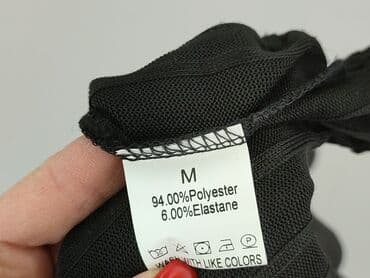 M
94.00%Polyester
6.00%Elastane
WASH WITH LIKE COLORS